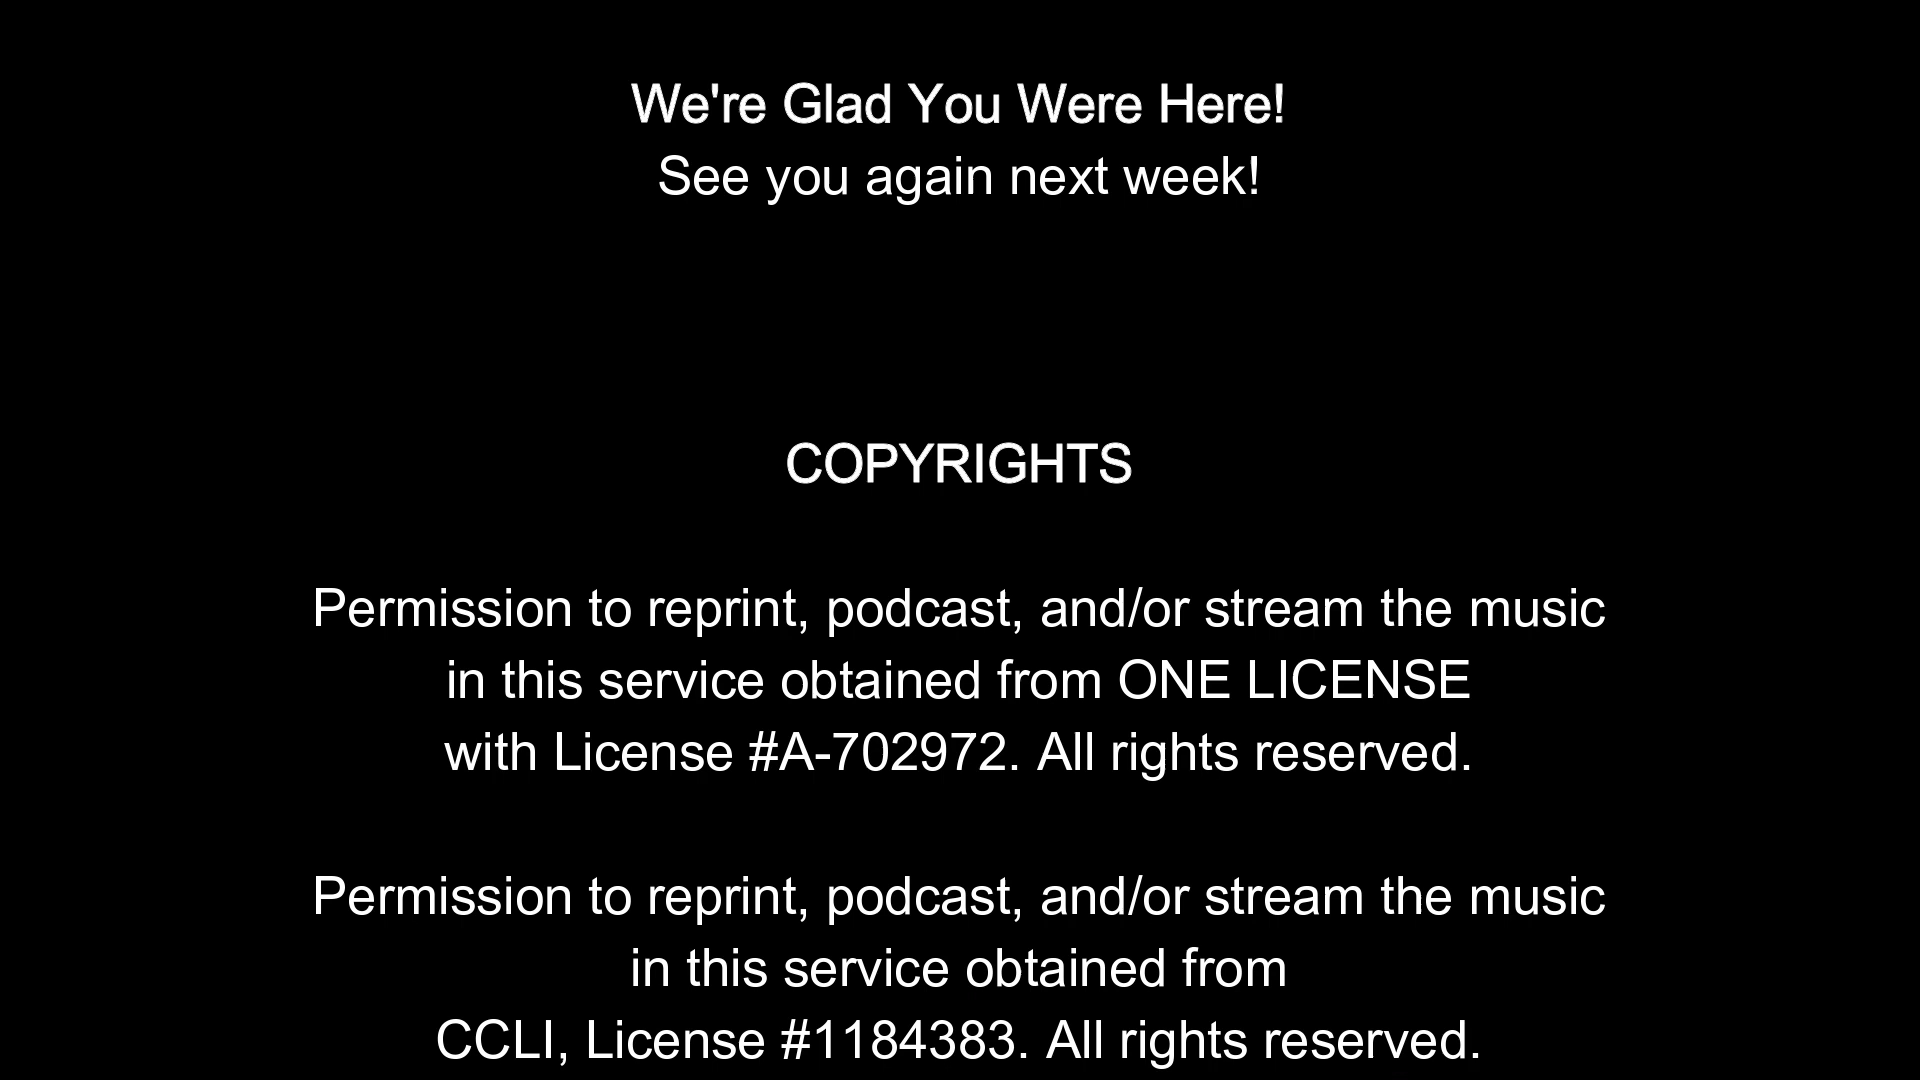 We're Glad You Were Here!
See you again next week!
COPYRIGHTS
Permission to reprint, podcast, and/or stream the music
in this service obtained from ONE LICENSE
with License #A-702972. All rights reserved.
Permission to reprint, podcast, and/or stream the music
in this service obtained from
CCLI, License #1184383. All rights reserved.